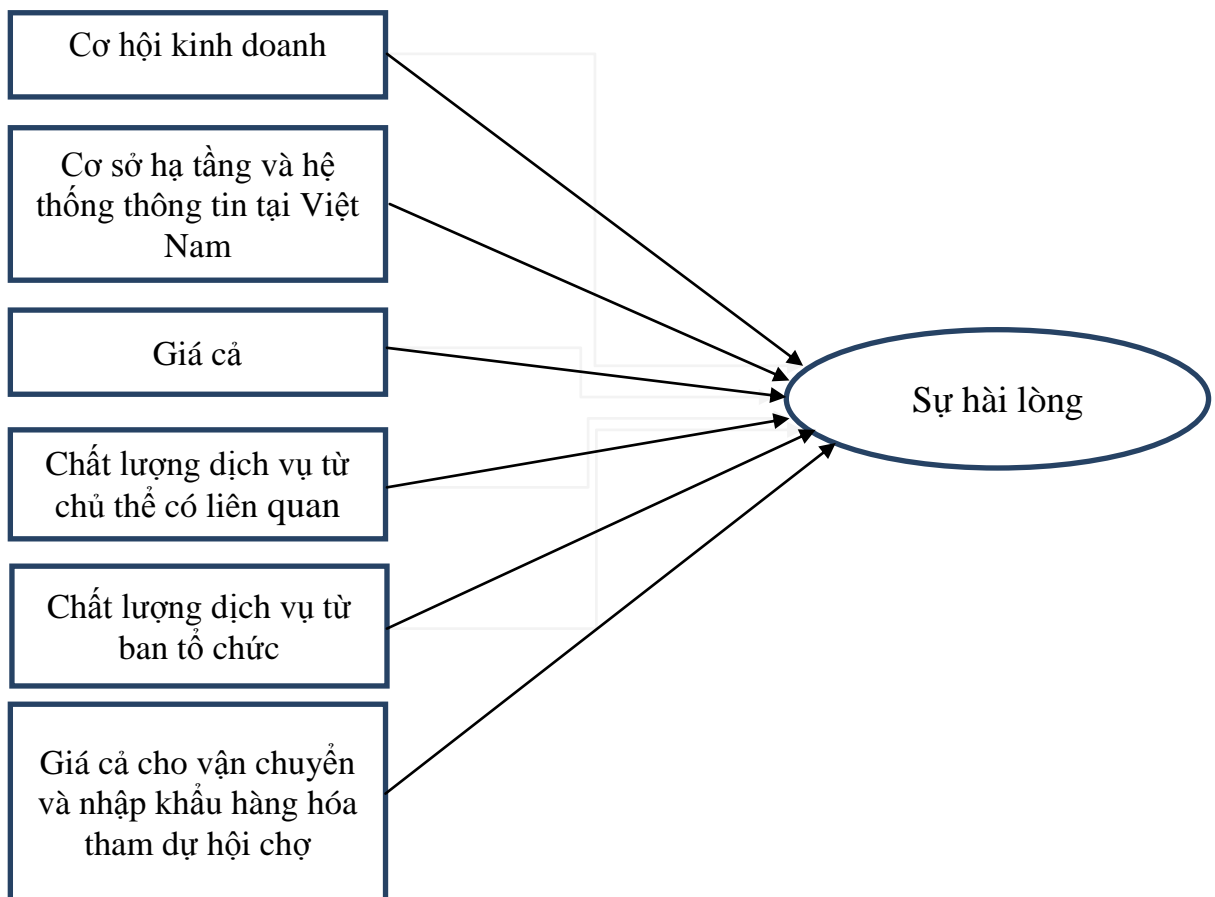 Cơ hội kinh doanh
Cơ sở hạ tầng và hệ
thống thông tin tại Việt
Nam
Giá cả
Chất lượng dịch vụ từ
chủ thể có liên quan
Chất lượng dịch vụ từ
ban tổ chức
Giá cả cho vận chuyển
và nhập khẩu hàng hóa
tham dự hội chợ
Sự hài lòng